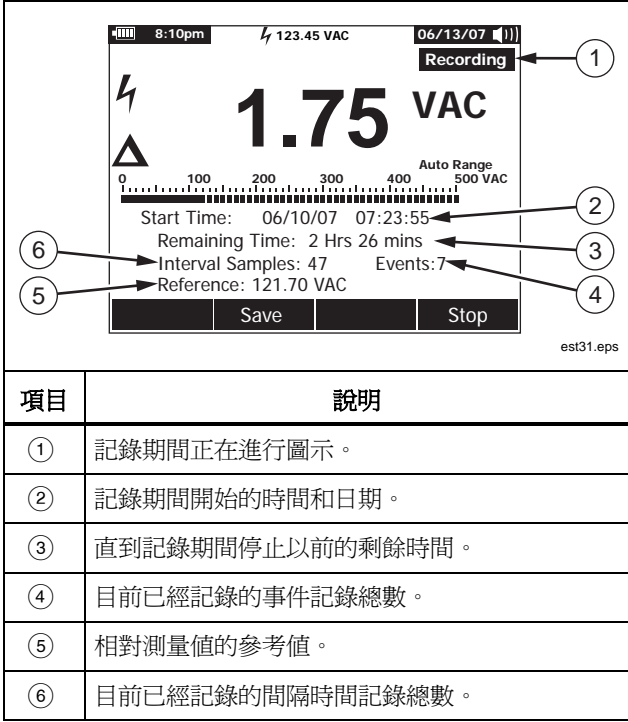 8:10pm 123.45 VAC 06/13/07
Recording
1
1.75 VAC
Auto Range
0 100 200 300 400 500 VAC
Start Time: 06/10/07 07:23:55
2
Remaining Time: 2 Hrs 26 mins
3
6
Interval Samples: 47 Events:7
5
Reference: 121.70 VAC
4
Save Stop
est31.eps
項目 說明
① 記錄期間正在進行圖示。
② 記錄期間開始的時間和日期。
③ 直到記錄期間停止以前的剩餘時間。
④ 目前已經記錄的事件記錄總數。
⑤ 相對測量值的參考值。
⑥ 目前已經記錄的間隔時間記錄總數。